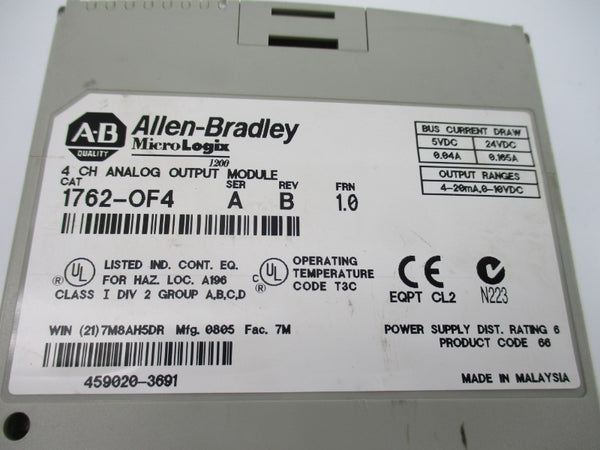 A·B
QUALITY
Allen-Bradley
MicroLogix
1200
4 CH ANALOG OUTPUT MODULE
CAT SER REV FRN
1762-OF4 A B 1.0
BUS CURRENT DRAW
5VDC 24VDC
0.04A 0.165A
OUTPUT RANGES
4-20mA,0-10VDC
UL LISTED IND. CONT. EQ.
FOR HAZ. LOC. A196
CLASS I DIV 2 GROUP A,B,C,D
C UL OPERATING
TEMPERATURE
CODE T3C
CE
EQPT CL2
N223
WIN (21)7M8AH5DR Mfg. 0805 Fac. 7M
POWER SUPPLY DIST. RATING 6
PRODUCT CODE 66
459020-3691
MADE IN MALAYSIA